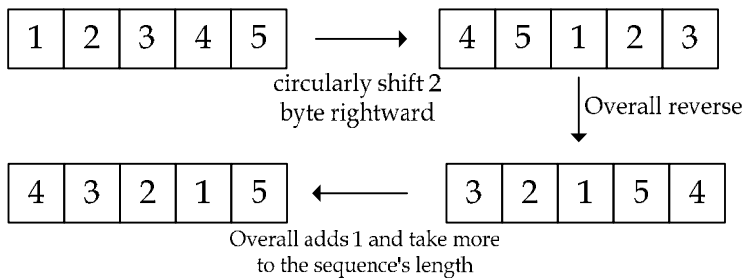 1 2 3 4 5
4 5 1 2 3
circularly shift 2
byte rightward
Overall reverse
4 3 2 1 5
3 2 1 5 4
Overall adds 1 and take more
to the sequence's length